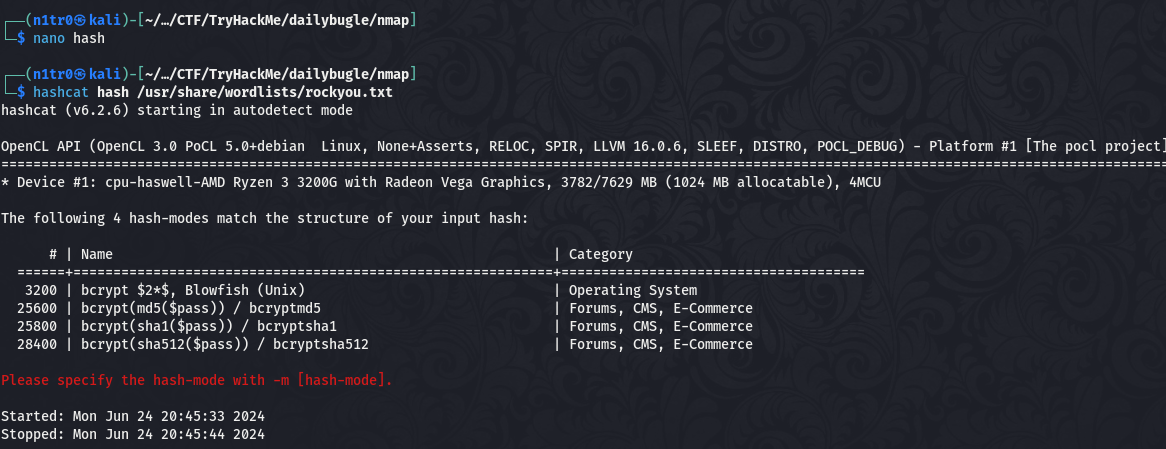 ┌──(n1tr0㉿kali)-[~/…/CTF/TryHackMe/dailybugle/nmap]
└─$ nano hash
┌──(n1tr0㉿kali)-[~/…/CTF/TryHackMe/dailybugle/nmap]
└─$ hashcat hash /usr/share/wordlists/rockyou.txt
hashcat (v6.2.6) starting in autodetect mode
OpenCL API (OpenCL 3.0 PoCL 5.0+debian  Linux, None+Asserts, RELOC, SPIR, LLVM 16.0.6, SLEEF, DISTRO, POCL_DEBUG) - Platform #1 [The pocl project]
==================================================================================================================================================
* Device #1: cpu-haswell-AMD Ryzen 3 3200G with Radeon Vega Graphics, 3782/7629 MB (1024 MB allocatable), 4MCU
The following 4 hash-modes match the structure of your input hash:
      # | Name                                                       | Category
  ======+============================================================+======================================
   3200 | bcrypt $2*$, Blowfish (Unix)                               | Operating System
  25600 | bcrypt(md5($pass)) / bcryptmd5                             | Forums, CMS, E-Commerce
  25800 | bcrypt(sha1($pass)) / bcryptsha1                           | Forums, CMS, E-Commerce
  28400 | bcrypt(sha512($pass)) / bcryptsha512                       | Forums, CMS, E-Commerce
Please specify the hash-mode with -m [hash-mode].
Started: Mon Jun 24 20:45:33 2024
Stopped: Mon Jun 24 20:45:44 2024